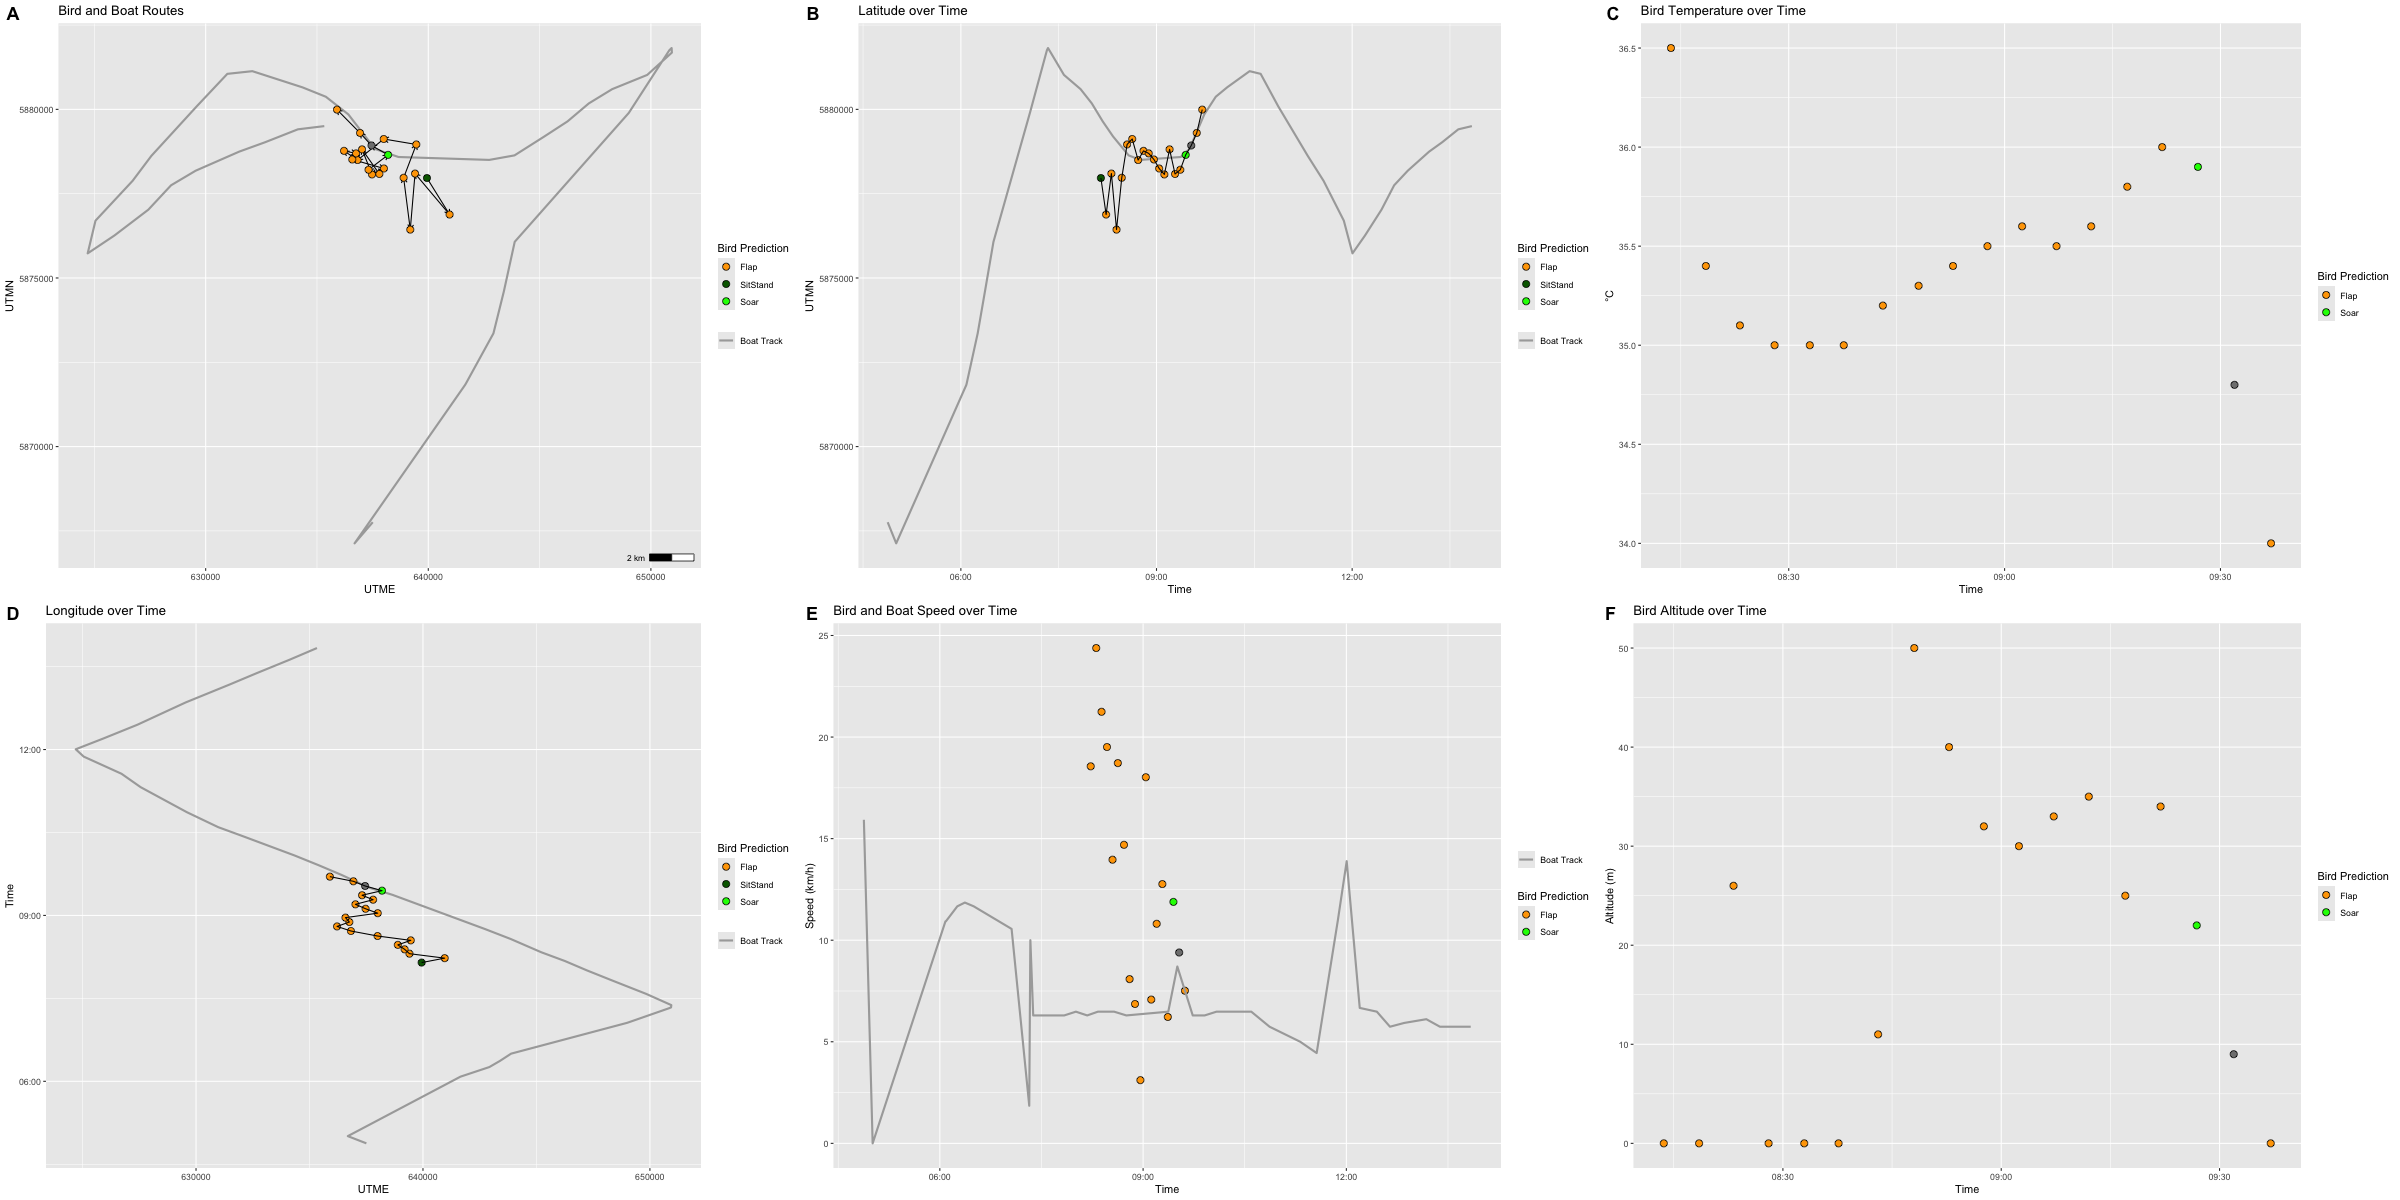 A Bird and Boat Routes
UTMN
5880000
5875000
5870000
630000 640000 650000
UTME
2 km
Bird Prediction
Flap
SitStand
Soar
Boat Track
B Latitude over Time
UTMN
5880000
5875000
5870000
06:00 09:00 12:00
Time
Bird Prediction
Flap
SitStand
Soar
Boat Track
C Bird Temperature over Time
°C
36.5
36.0
35.5
35.0
34.5
34.0
08:30 09:00 09:30
Time
Bird Prediction
Flap
Soar
D Longitude over Time
Time
12:00
09:00
06:00
630000 640000 650000
UTME
Bird Prediction
Flap
SitStand
Soar
Boat Track
E Bird and Boat Speed over Time
Speed (km/h)
25
20
15
10
5
0
06:00 09:00 12:00
Time
Boat Track
Bird Prediction
Flap
Soar
F Bird Altitude over Time
Altitude (m)
50
40
30
20
10
0
08:30 09:00 09:30
Time
Bird Prediction
Flap
Soar